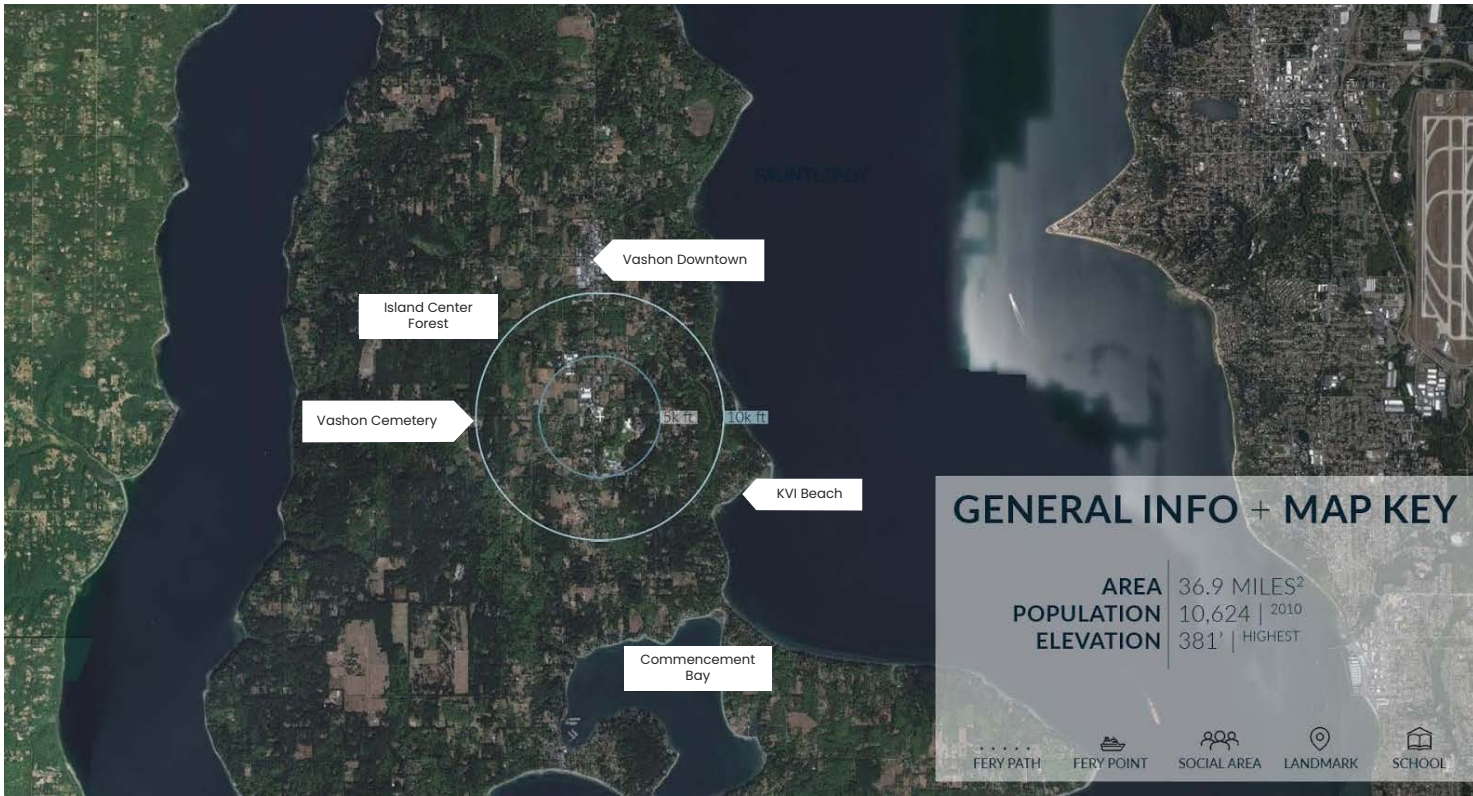 FAUNTLEROY
Vashon Downtown
Island Center
Forest
Vashon Cemetery
5k ft
10k ft
KVI Beach
GENERAL INFO + MAP KEY
AREA 36.9 MILES²
POPULATION 10,624 | 2010
ELEVATION 381' | HIGHEST
Commencement
Bay
FERY PATH
FERY POINT
SOCIAL AREA
LANDMARK
SCHOOL